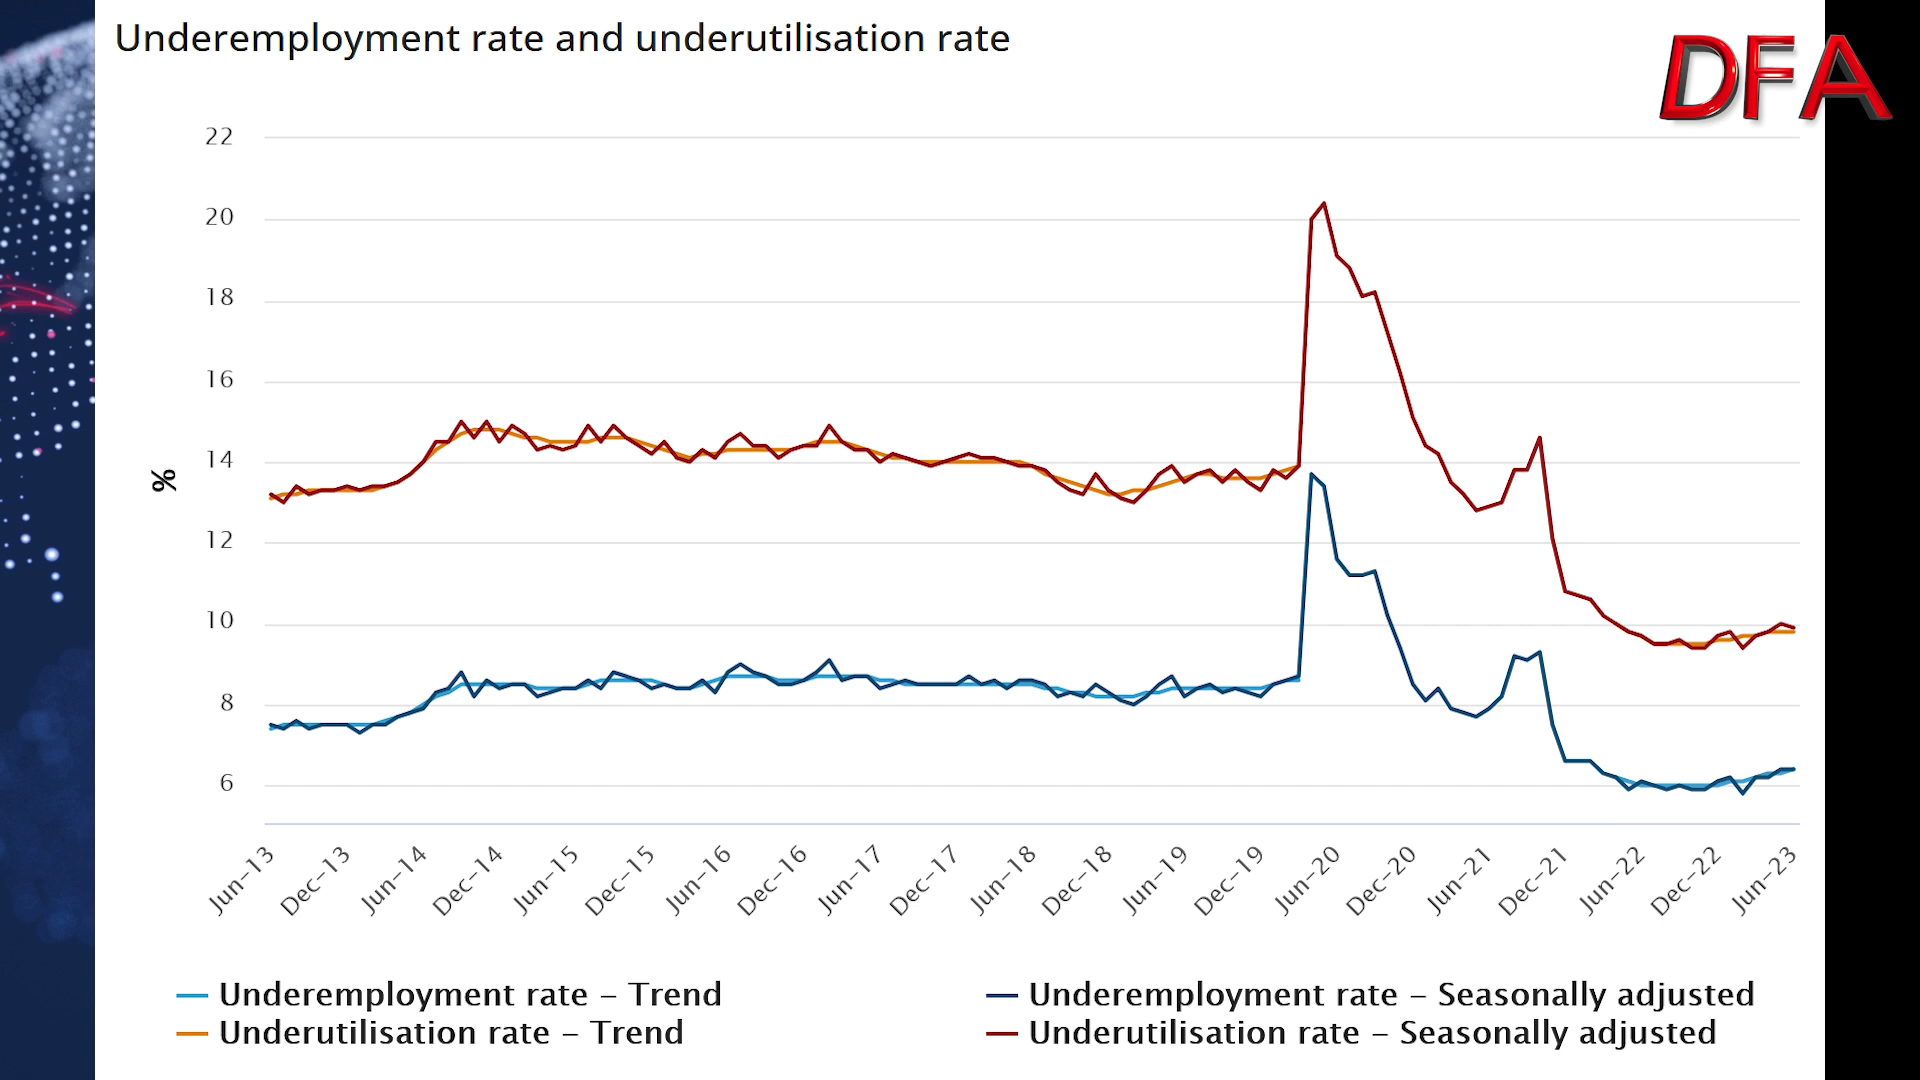 Underemployment rate and underutilisation rate
DFA
22
20
18
16
14
12
10
8
6
%
Jun-13
Dec-13
Jun-14
Dec-14
Jun-15
Dec-15
Jun-16
Dec-16
Jun-17
Dec-17
Jun-18
Dec-18
Jun-19
Dec-19
Jun-20
Dec-20
Jun-21
Dec-21
Jun-22
Dec-22
Jun-23
Underemployment rate - Trend
Underemployment rate - Seasonally adjusted
Underutilisation rate - Trend
Underutilisation rate - Seasonally adjusted